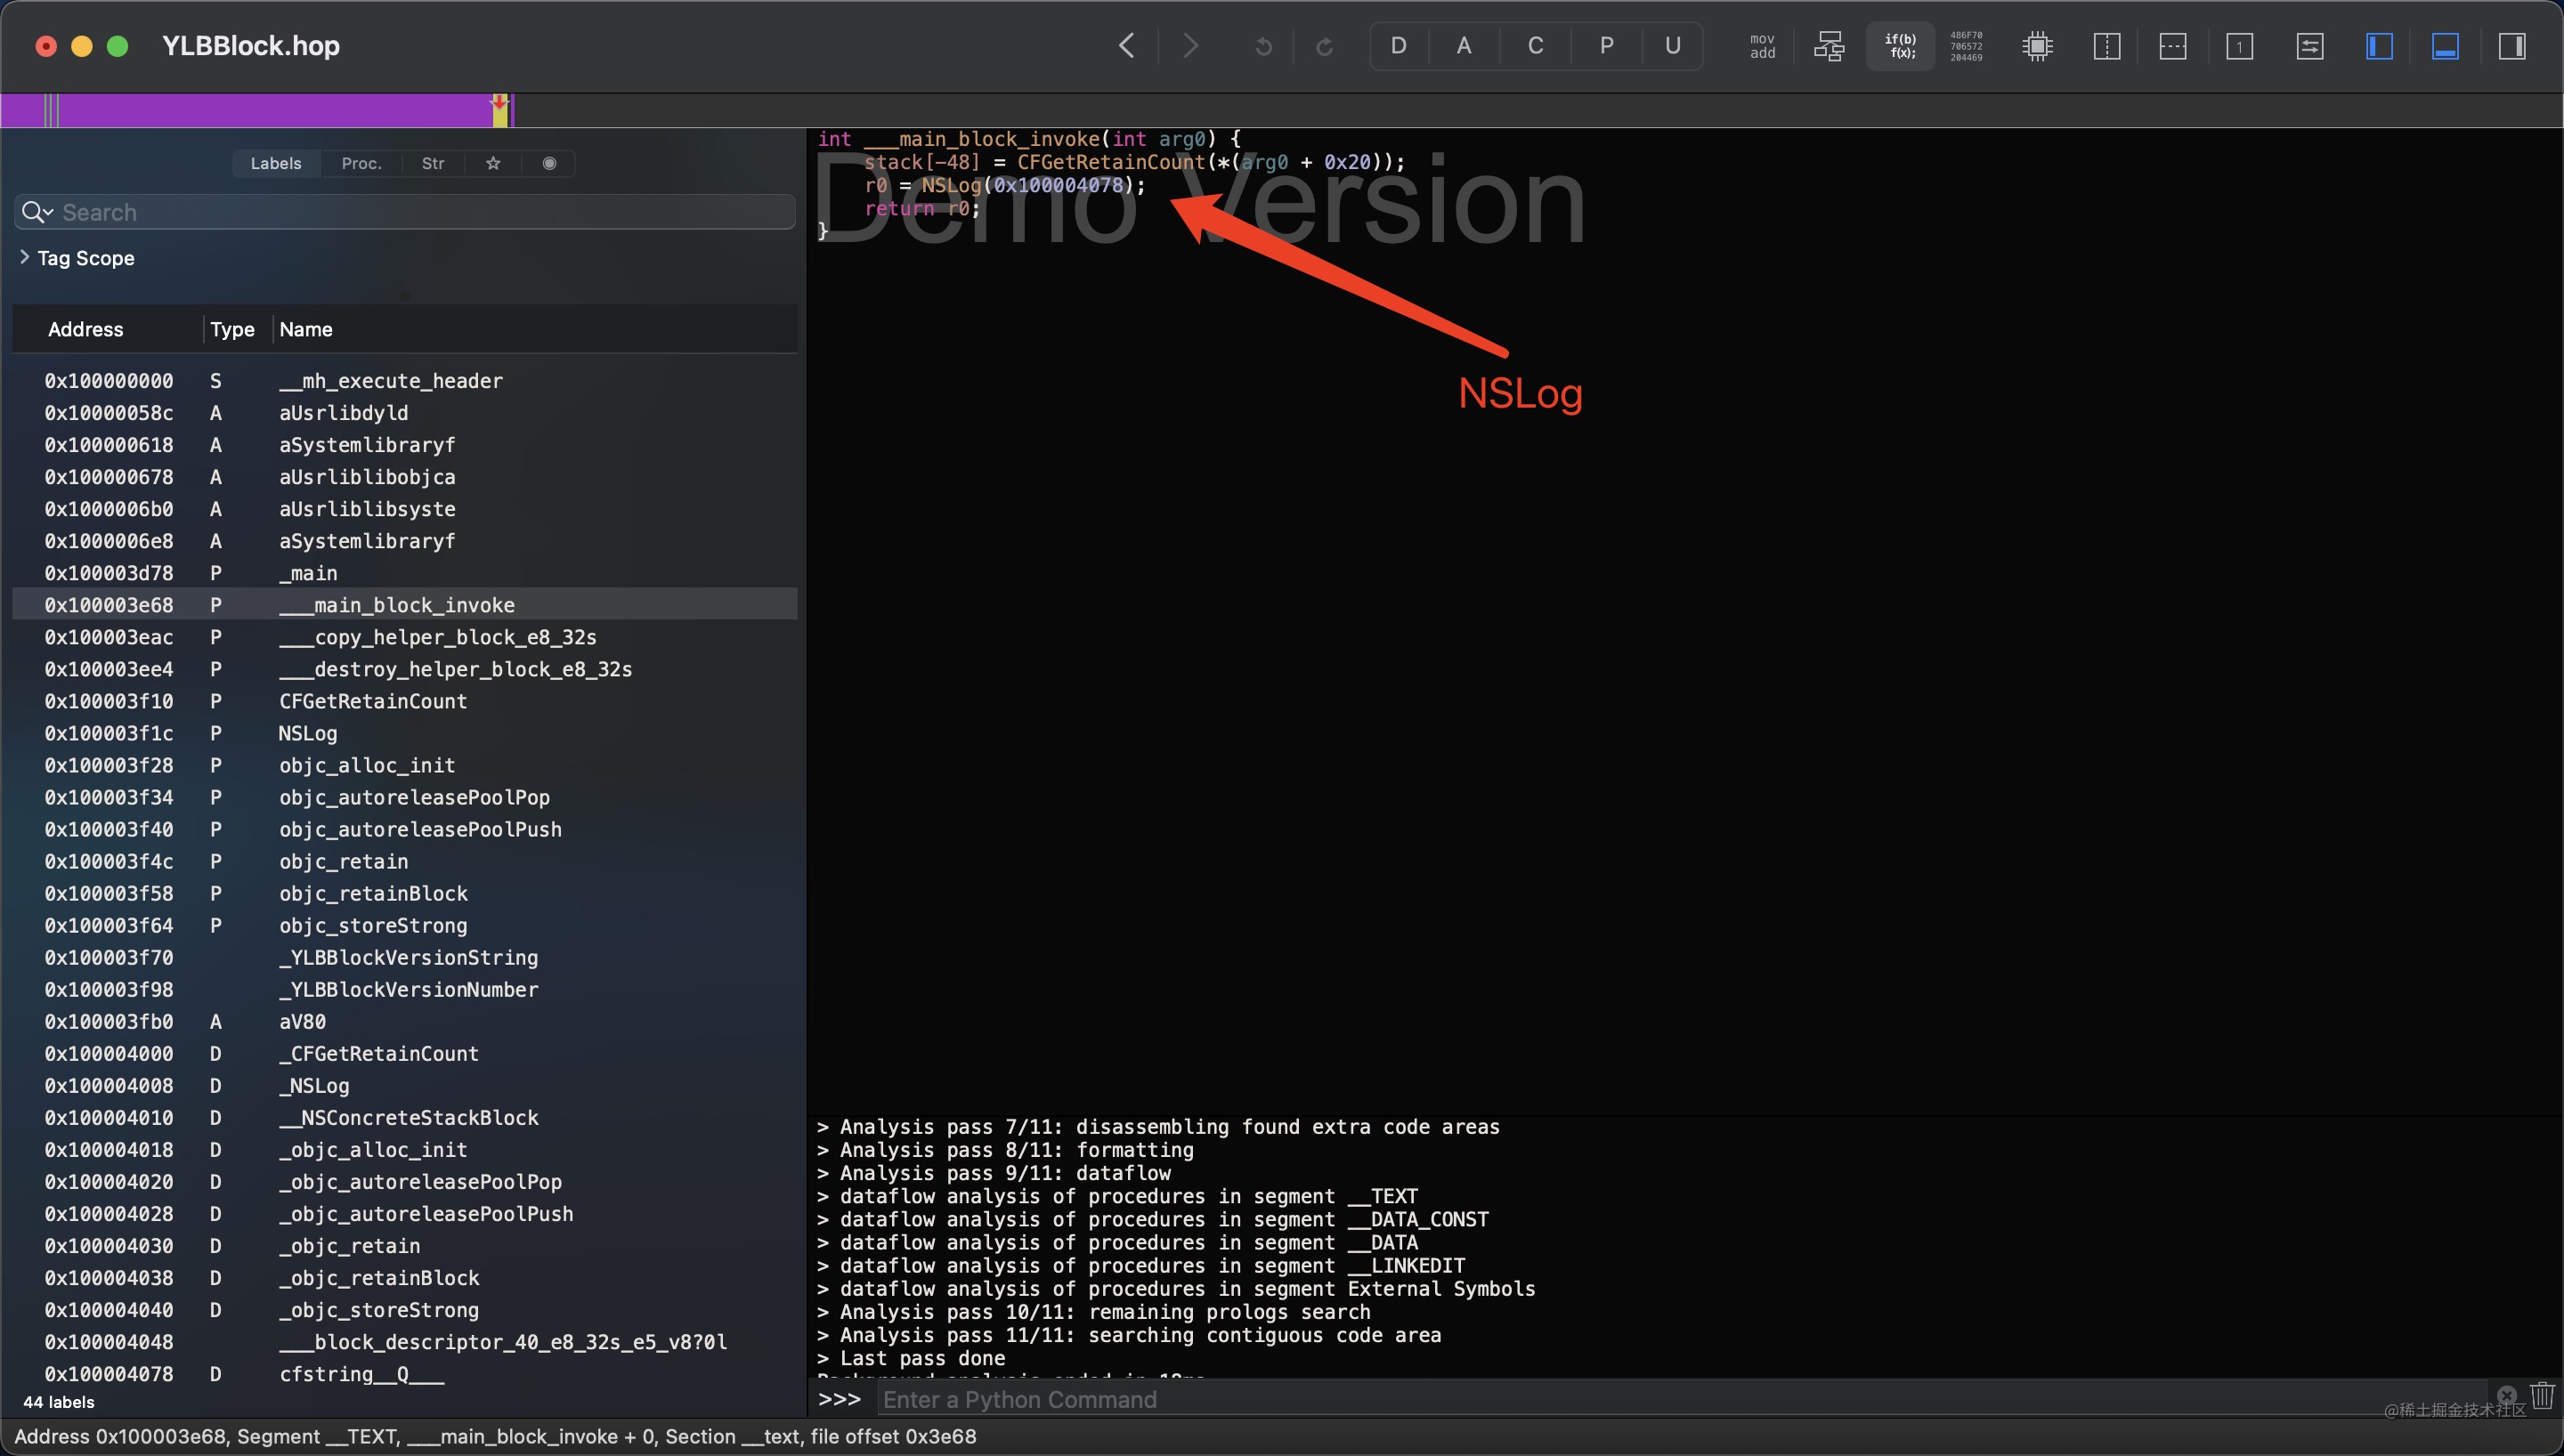 YLBBlock.hop
D A C P U
mov add
if(b) f(x);
486F70 706572 204469
1
Labels Proc. Str
Search
Tag Scope
Address Type Name
0x100000000 S __mh_execute_header
0x10000058c A aUsrlibdyld
0x100000618 A aSystemlibraryf
0x100000678 A aUsrliblibobjca
0x1000006b0 A aUsrliblibsyste
0x1000006e8 A aSystemlibraryf
0x100003d78 P _main
0x100003e68 P ___main_block_invoke
0x100003eac P ___copy_helper_block_e8_32s
0x100003ee4 P ___destroy_helper_block_e8_32s
0x100003f10 P CFGetRetainCount
0x100003f1c P NSLog
0x100003f28 P objc_alloc_init
0x100003f34 P objc_autoreleasePoolPop
0x100003f40 P objc_autoreleasePoolPush
0x100003f4c P objc_retain
0x100003f58 P objc_retainBlock
0x100003f64 P objc_storeStrong
0x100003f70 _YLBBlockVersionString
0x100003f98 _YLBBlockVersionNumber
0x100003fb0 A aV80
0x100004000 D _CFGetRetainCount
0x100004008 D _NSLog
0x100004010 D __NSConcreteStackBlock
0x100004018 D _objc_alloc_init
0x100004020 D _objc_autoreleasePoolPop
0x100004028 D _objc_autoreleasePoolPush
0x100004030 D _objc_retain
0x100004038 D _objc_retainBlock
0x100004040 D _objc_storeStrong
0x100004048 ___block_descriptor_40_e8_32s_e5_v8?0l
0x100004078 D cfstring__Q___
44 labels
int ___main_block_invoke(int arg0) {
stack[-48] = CFGetRetainCount(*(arg0 + 0x20));
r0 = NSLog(0x100004078);
return r0;
}
Demo Version
NSLog
> Analysis pass 7/11: disassembling found extra code areas
> Analysis pass 8/11: formatting
> Analysis pass 9/11: dataflow
> dataflow analysis of procedures in segment __TEXT
> dataflow analysis of procedures in segment __DATA_CONST
> dataflow analysis of procedures in segment __DATA
> dataflow analysis of procedures in segment __LINKEDIT
> dataflow analysis of procedures in segment External Symbols
> Analysis pass 10/11: remaining prologs search
> Analysis pass 11/11: searching contiguous code area
> Last pass done
>>> Enter a Python Command
@稀土掘金技术社区
Address 0x100003e68, Segment __TEXT, ___main_block_invoke + 0, Section __text, file offset 0x3e68